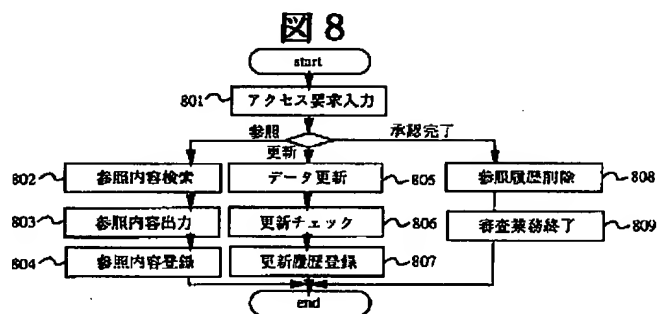 図8
start
801 アクセス要求入力
参照 更新 承認完了
802 参照内容検索 データ更新 805 参照履歴削除 808
803 参照内容出力 更新チェック 806 審査業務終了 809
804 参照内容登録 更新履歴登録 807
end